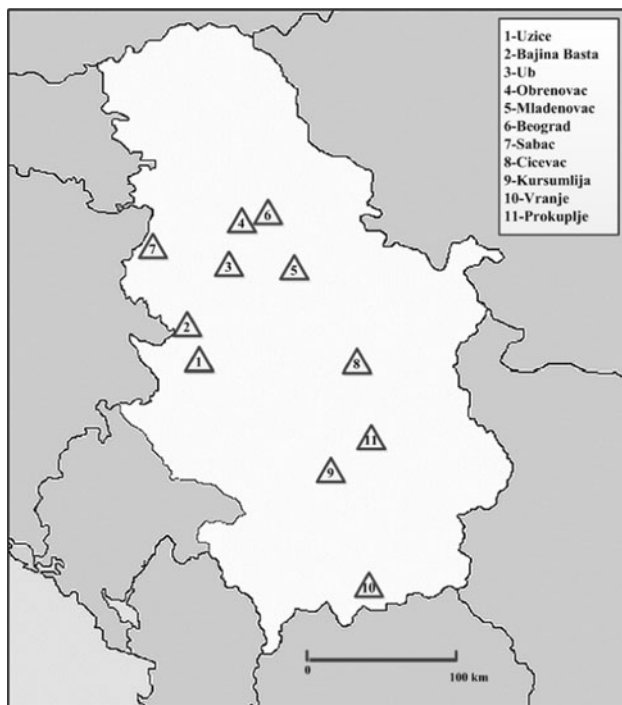 1-Uzice
2-Bajina Basta
3-Ub
4-Obrenovac
5-Mladenovac
6-Beograd
7-Sabac
8-Cicevac
9-Kursumlija
10-Vranje
11-Prokuplje
6
4
7
3
5
2
1
8
11
9
10
0
100 km